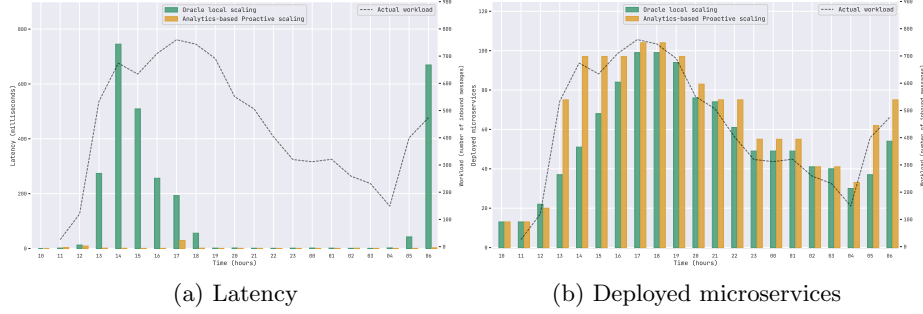 Oracle local scaling
Analytics-based Proactive scaling
Actual workload
Latency (milliseconds)
800
600
400
200
0
Workload (number of inbound messages)
900
800
700
600
500
400
300
200
100
0
10 11 12 13 14 15 16 17 18 19 20 21 22 23 00 01 02 03 04 05 06
Time (hours)
(a) Latency
Oracle local scaling
Analytics-based Proactive scaling
Actual workload
Deployed microservices
120
100
80
60
40
20
0
Workload (number of inbound messages)
900
800
700
600
500
400
300
200
100
0
10 11 12 13 14 15 16 17 18 19 20 21 22 23 00 01 02 03 04 05 06
Time (hours)
(b) Deployed microservices